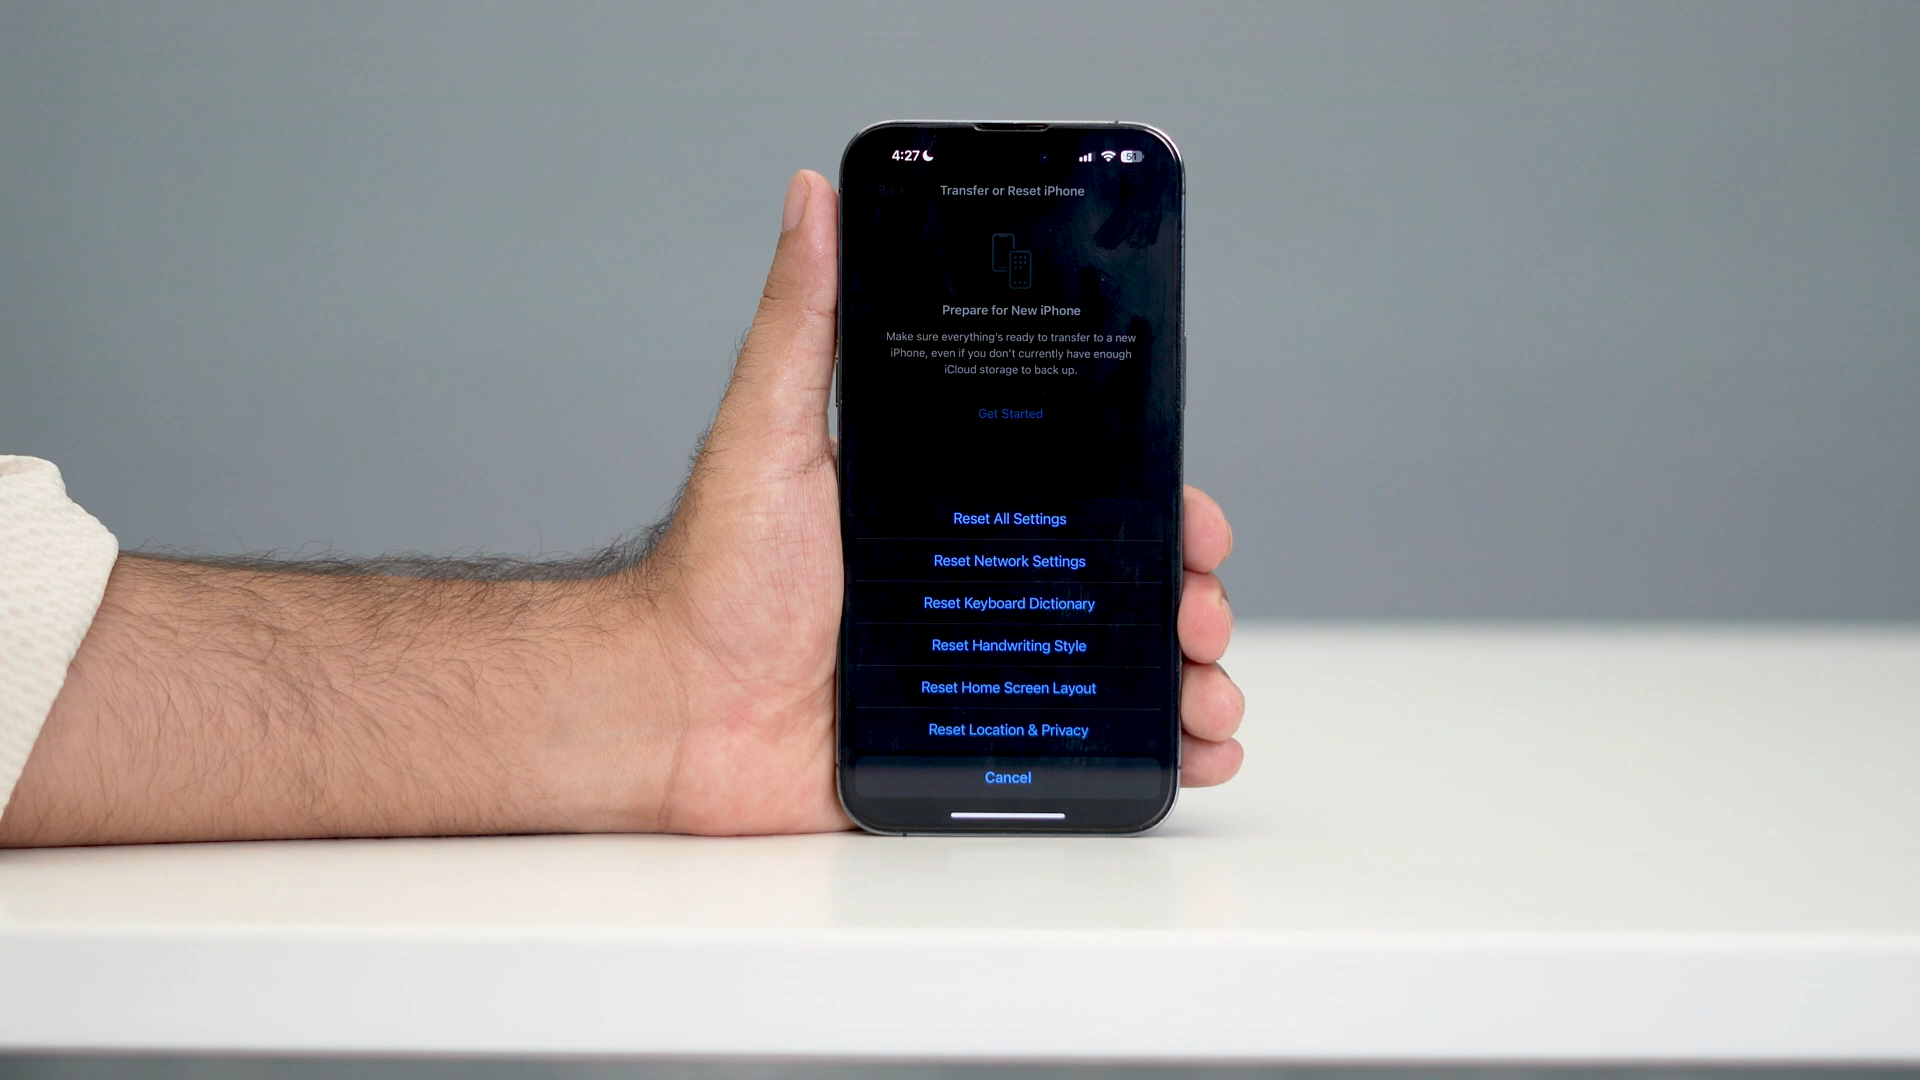 4:27
51
Back
Transfer or Reset iPhone
Prepare for New iPhone
Make sure everything's ready to transfer to a new
iPhone, even if you don't currently have enough
iCloud storage to back up.
Get Started
Reset All Settings
Reset Network Settings
Reset Keyboard Dictionary
Reset Handwriting Style
Reset Home Screen Layout
Reset Location & Privacy
Cancel